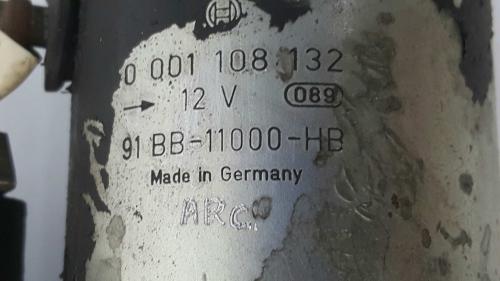 0 001 108 132
→ 12 V 089
91 BB-11000-HB
Made in Germany